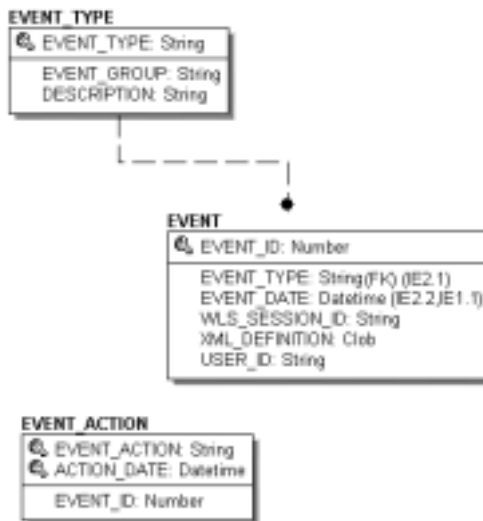 EVENT_TYPE
EVENT_TYPE: String
EVENT_GROUP: String
DESCRIPTION: String
EVENT
EVENT_ID: Number
EVENT_TYPE: String(FK) (IE2.1)
EVENT_DATE: Datetime (IE2.2,IE1.1)
WLS_SESSION_ID: String
XML_DEFINITION: Clob
USER_ID: String
EVENT_ACTION
EVENT_ACTION: String
ACTION_DATE: Datetime
EVENT_ID: Number